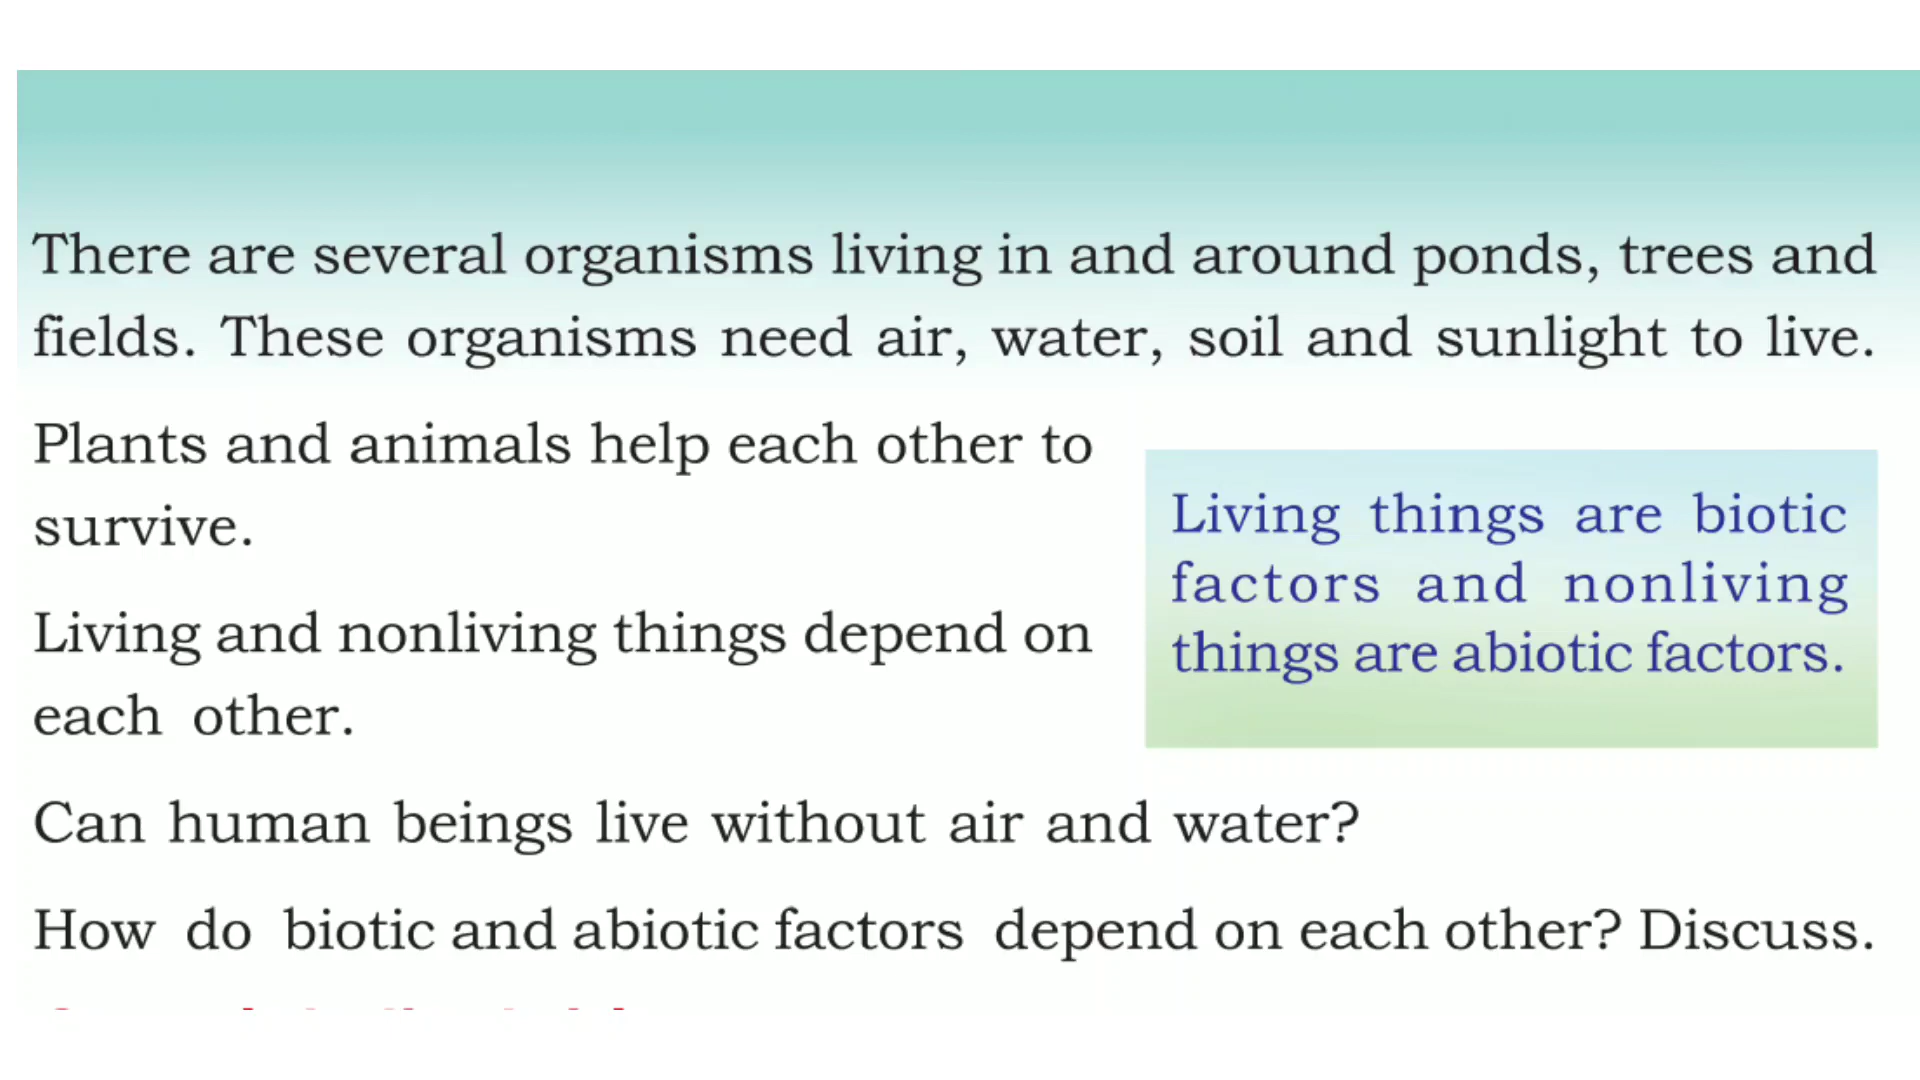 There are several organisms living in and around ponds, trees and
fields. These organisms need air, water, soil and sunlight to live.
Plants and animals help each other to
survive.
Living and nonliving things depend on
each other.
Living things are biotic
factors and nonliving
things are abiotic factors.
Can human beings live without air and water?
How do biotic and abiotic factors depend on each other? Discuss.